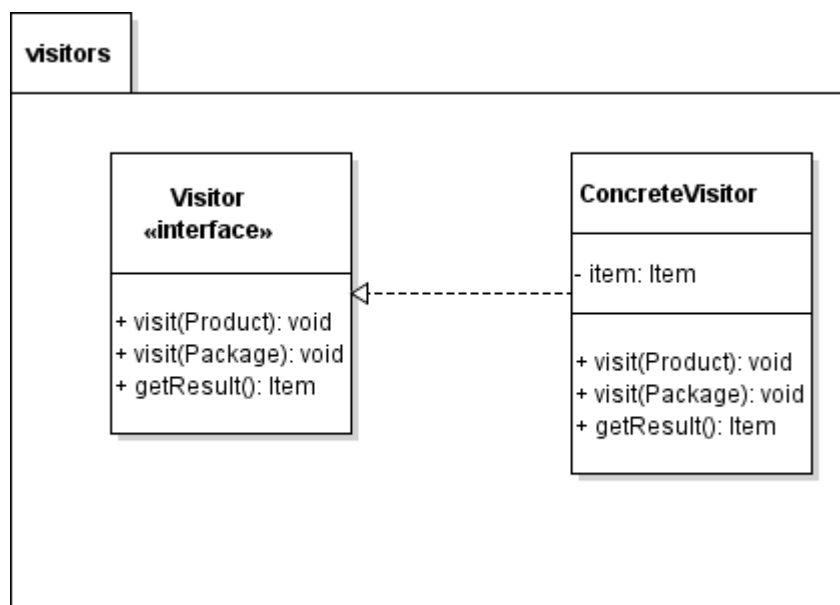 visitors
Visitor
«interface»
+ visit(Product): void
+ visit(Package): void
+ getResult(): Item
ConcreteVisitor
- item: Item
+ visit(Product): void
+ visit(Package): void
+ getResult(): Item